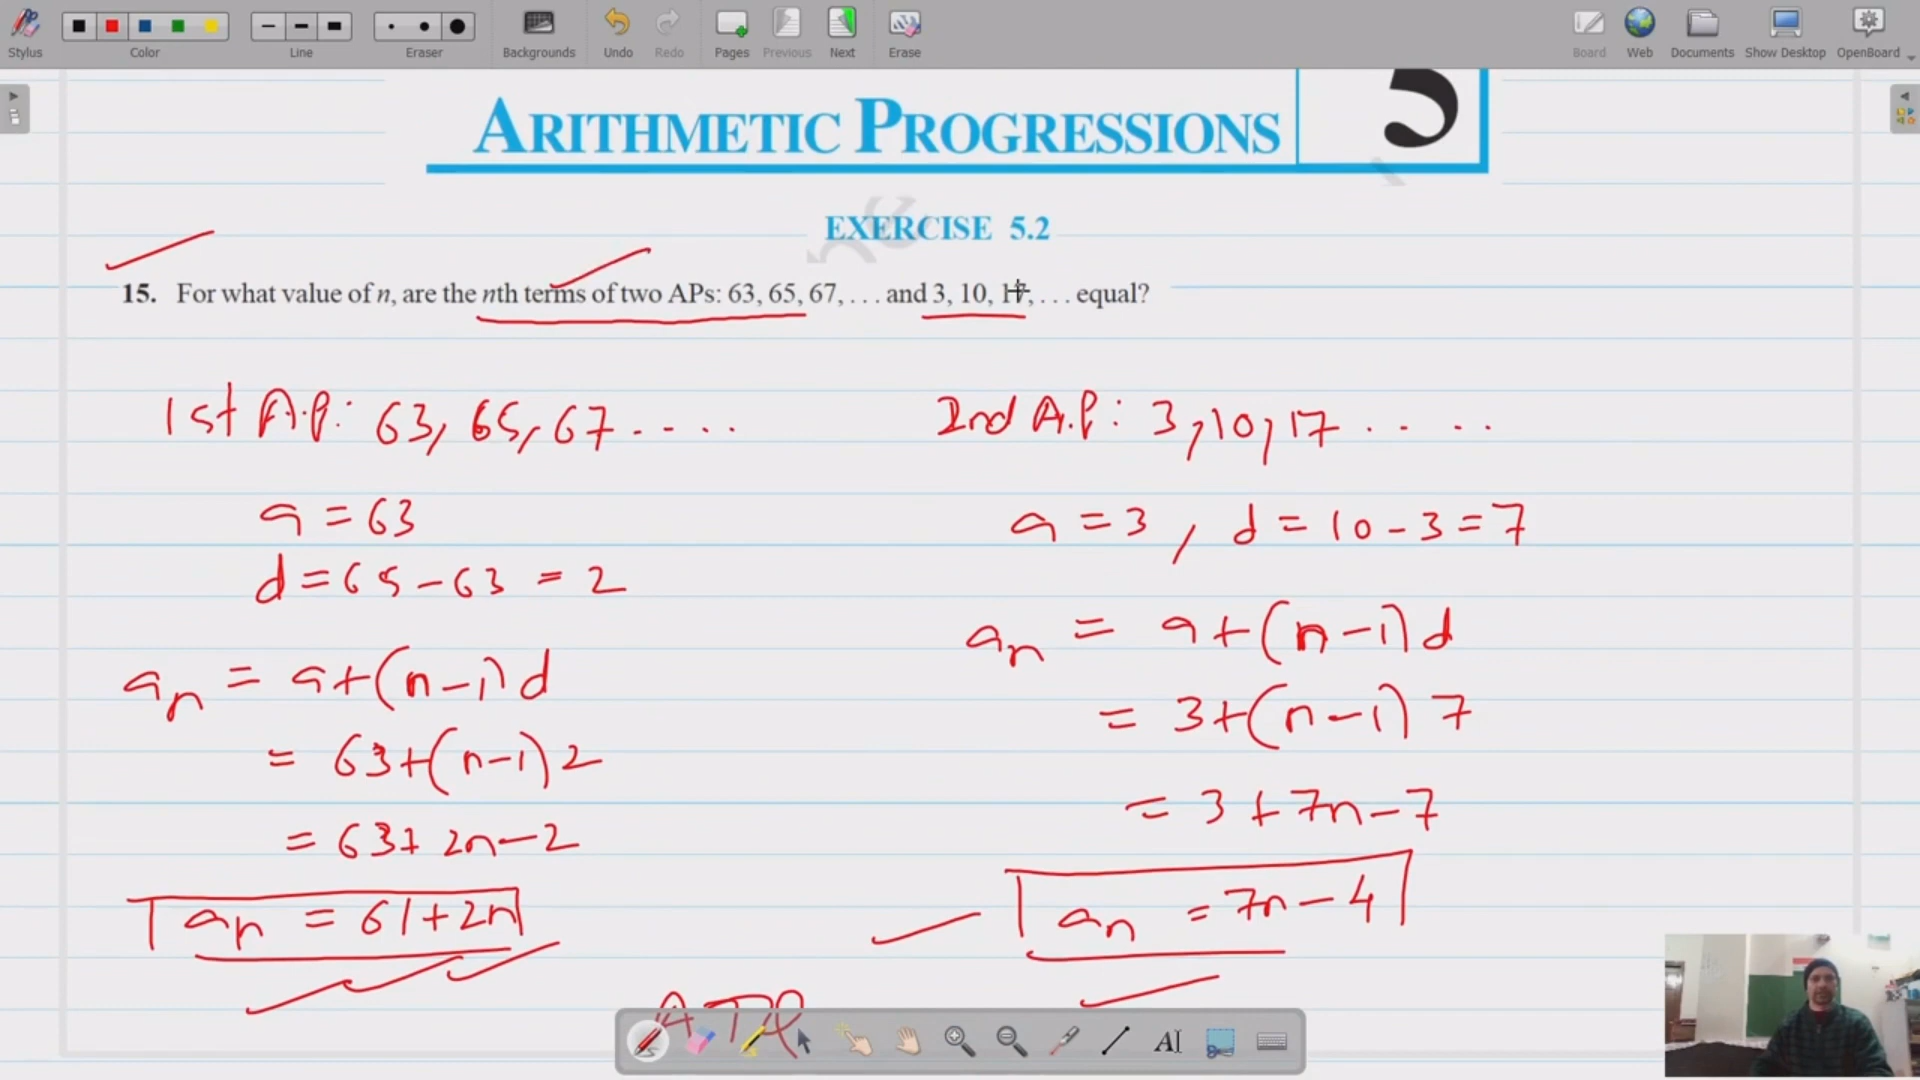 Stylus
Color
Line
Eraser
Backgrounds
Undo
Redo
Pages
Previous
Next
Erase
Board
Web
Documents
Show Desktop
OpenBoard
ARITHMETIC PROGRESSIONS
5
EXERCISE 5.2
15. For what value of n, are the nth terms of two APs: 63, 65, 67, . . . and 3, 10, 17, . . . equal?
1st A.P: 63, 65, 67 . . . .
a = 63
d = 65 - 63 = 2
an = a + (n-1) d
= 63 + (n-1) 2
= 63 + 2n - 2
an = 61 + 2n
2nd A.P: 3, 10, 17 . . . .
a = 3, d = 10 - 3 = 7
an = a + (n-1) d
= 3 + (n-1) 7
= 3 + 7n - 7
an = 7n - 4
ATQ